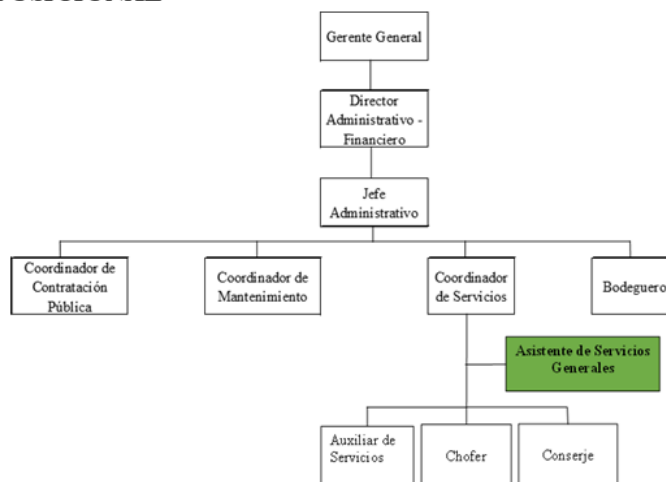 Gerente General
Director
Administrativo -
Financiero
Jefe
Administrativo
Coordinador de
Contratación
Pública
Coordinador de
Mantenimiento
Coordinador
de Servicios
Bodeguero
Asistente de Servicios
Generales
Auxiliar de
Servicios
Chofer
Conserje